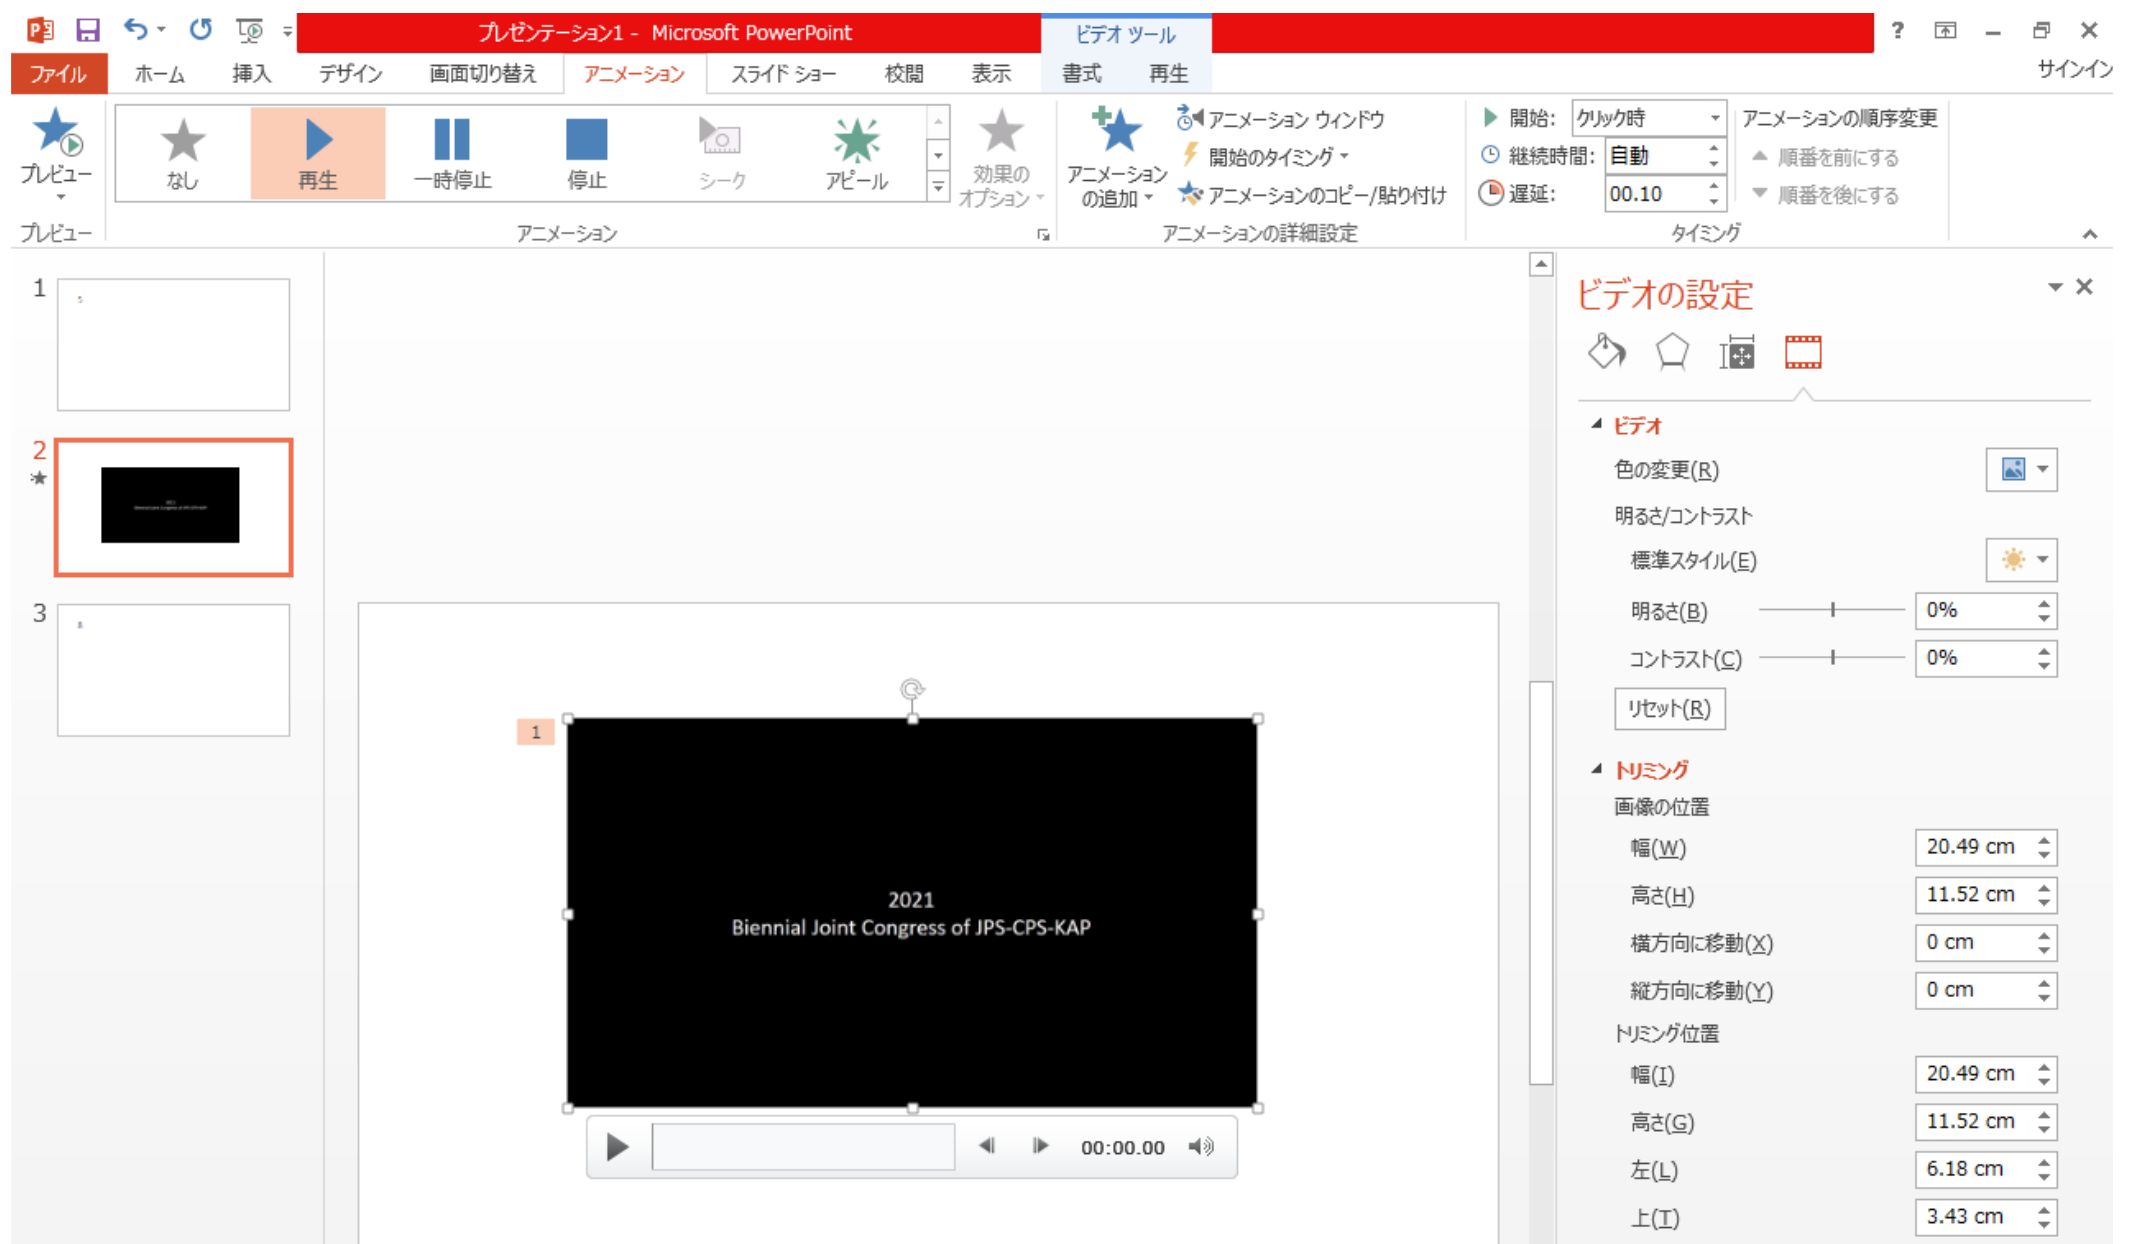 プレゼンテーション1 - Microsoft PowerPoint
ビデオ ツール
?
サインイン
ファイル ホーム 挿入 デザイン 画面切り替え アニメーション スライド ショー 校閲 表示 書式 再生
プレビュー
なし 再生 一時停止 停止 シーク アピール
効果の
オプション
アニメーション
の追加
アニメーション ウィンドウ
開始のタイミング
アニメーションのコピー/貼り付け
開始: クリック時
継続時間: 自動
遅延: 00.10
アニメーションの順序変更
順番を前にする
順番を後にする
プレビュー アニメーション アニメーションの詳細設定 タイミング
1
2
3
1
2021
Biennial Joint Congress of JPS-CPS-KAP
00:00.00
ビデオの設定
ビデオ
色の変更(R)
明るさ/コントラスト
標準スタイル(E)
明るさ(B) 0%
コントラスト(C) 0%
リセット(R)
トリミング
画像の位置
幅(W) 20.49 cm
高さ(H) 11.52 cm
横方向に移動(X) 0 cm
縦方向に移動(Y) 0 cm
トリミング位置
幅(I) 20.49 cm
高さ(G) 11.52 cm
左(L) 6.18 cm
上(T) 3.43 cm